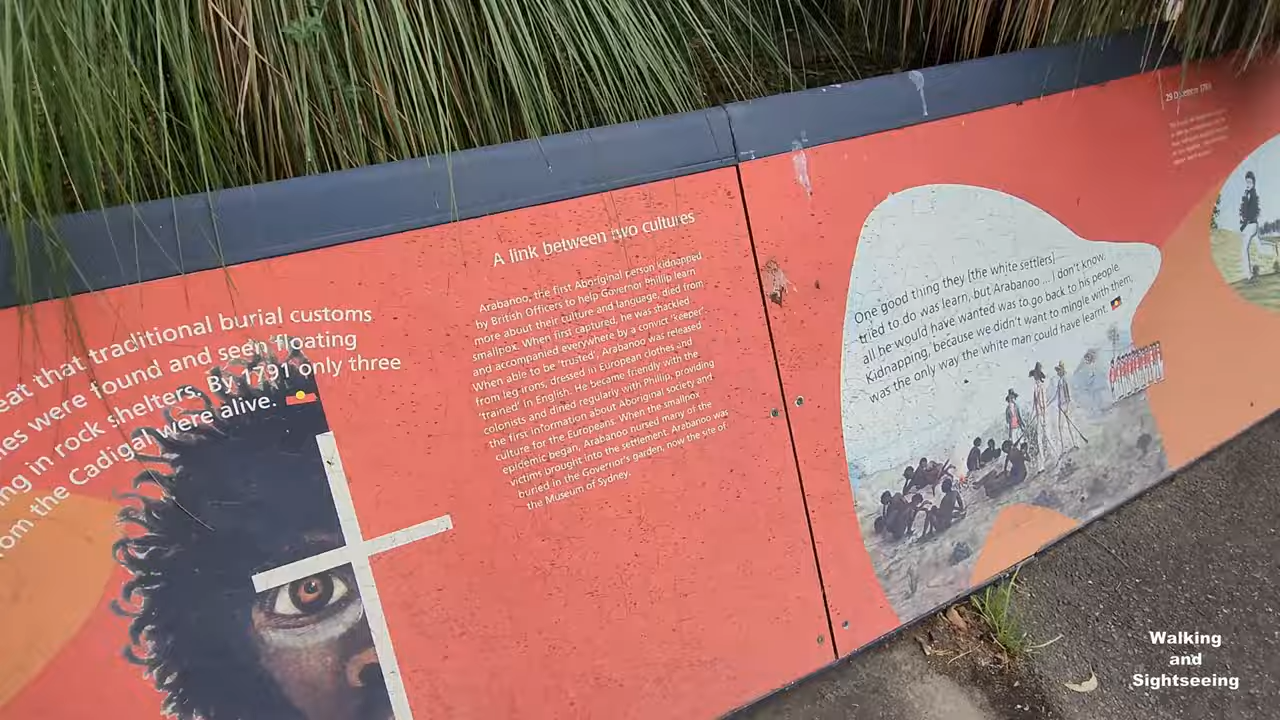 eat that traditional burial customs
ies were found and seen floating
ng in rock shelters. By 1791 only three
om the Cadigal were alive.
A link between two cultures
Arabanoo, the first Aboriginal person kidnapped
by British Officers to help Governor Phillip learn
more about their culture and language, died from
smallpox. When first captured, he was shackled
and accompanied everywhere by a convict 'keeper'.
When able to be 'trusted', Arabanoo was released
from leg-irons, dressed in European clothes and
'trained' in English. He became friendly with the
colonists and dined regularly with Phillip, providing
the first information about Aboriginal society and
culture for the Europeans. When the smallpox
epidemic began, Arabanoo nursed many of the
victims brought into the settlement. Arabanoo was
buried in the Governor's garden, now the site of
the Museum of Sydney.
One good thing they [the white settlers]
tried to do was learn, but Arabanoo ... I don't know,
all he would have wanted was to go back to his people.
Kidnapping, because we didn't want to mingle with them,
was the only way the white man could have learnt.
Walking
and
Sightseeing